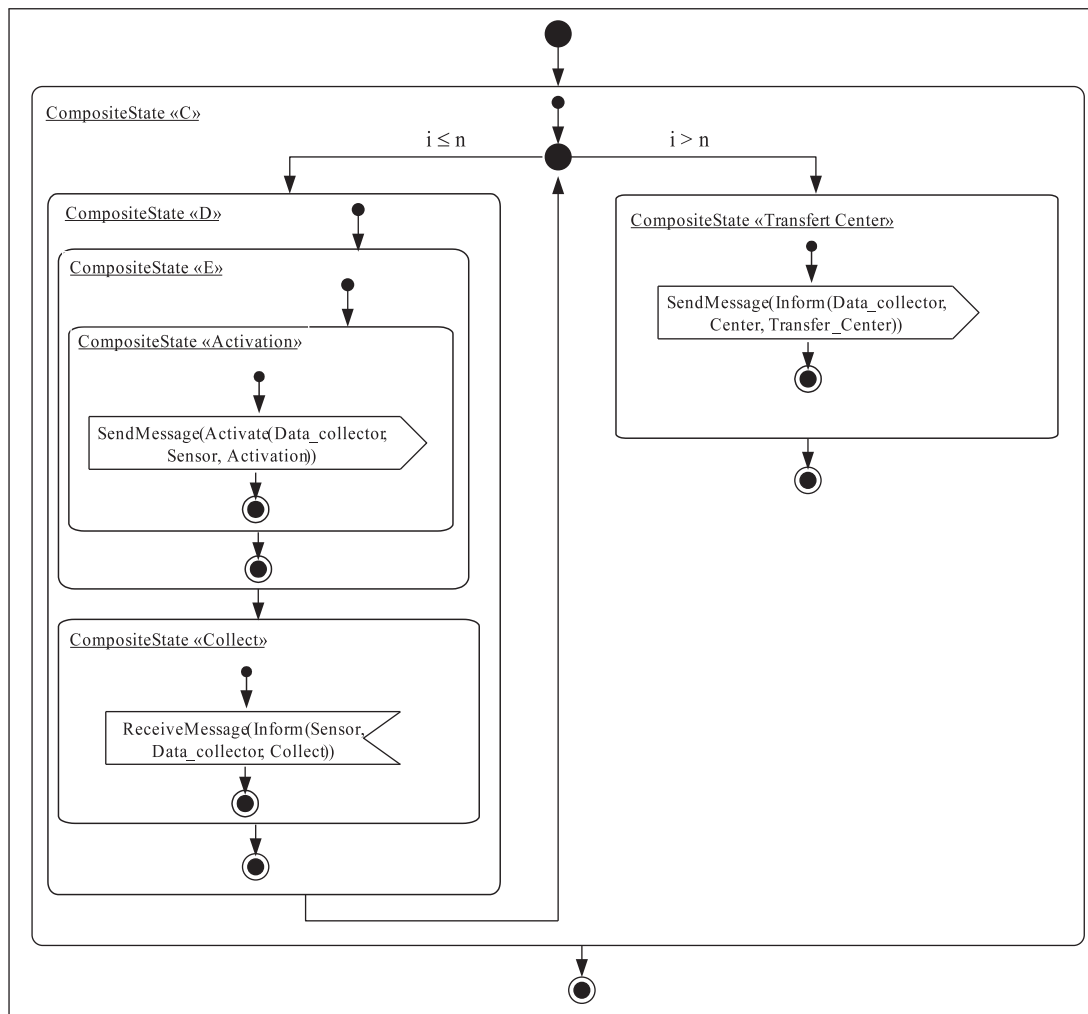 CompositeState «C»
i ≤ n
i > n
CompositeState «D»
CompositeState «E»
CompositeState «Activation»
SendMessage(Activate(Data_collector,
Sensor, Activation))
CompositeState «Collect»
ReceiveMessage(Inform(Sensor,
Data_collector, Collect))
CompositeState «Transfert Center»
SendMessage(Inform(Data_collector,
Center, Transfer_Center))